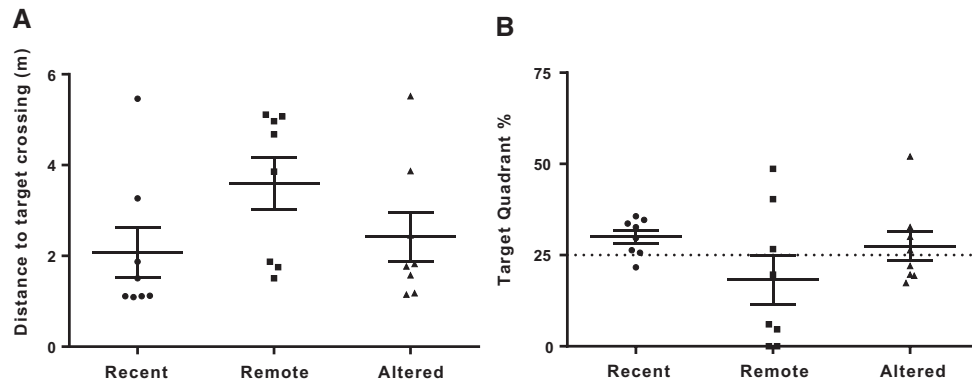 A
Distance to target crossing (m)
6
4
2
0
Recent Remote Altered
B
Target Quadrant %
75
50
25
0
Recent Remote Altered